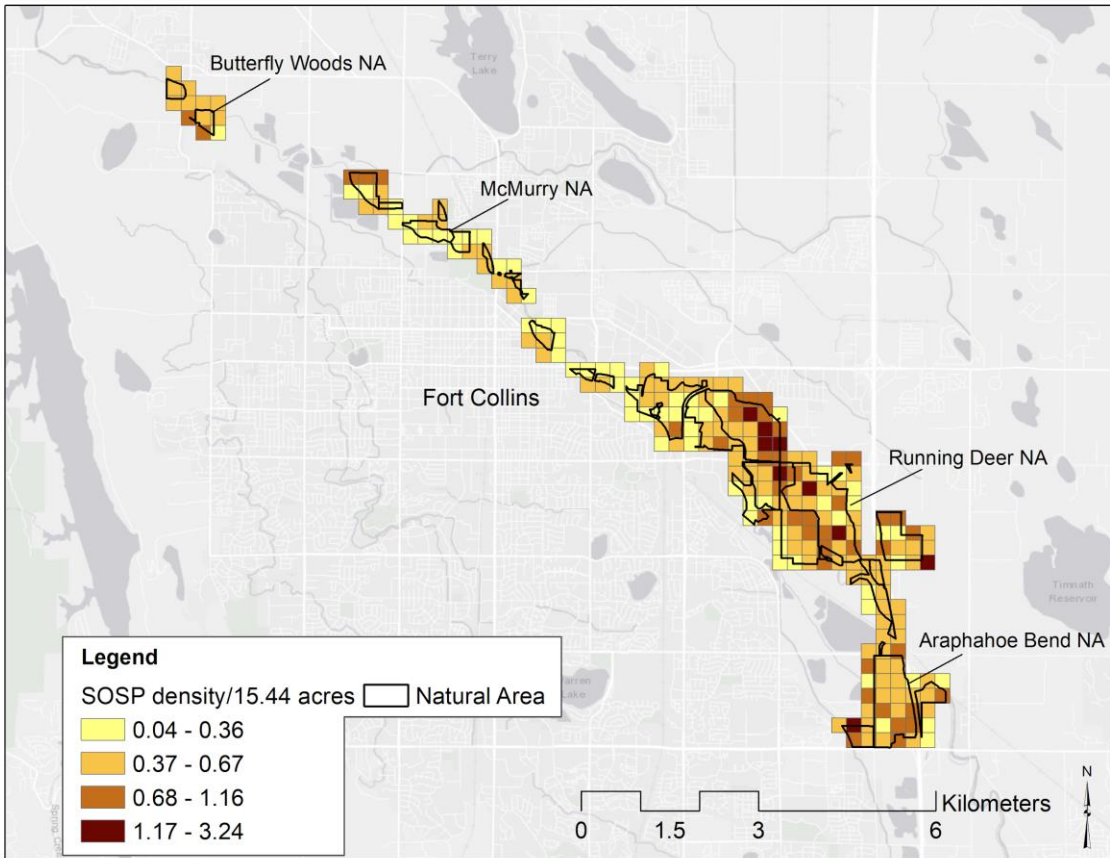 Butterfly Woods NA
Terry
Lake
McMurry NA
Fort Collins
Running Deer NA
Timnath
Reservoir
Araphahoe Bend NA
Legend
SOSP density/15.44 acres
Natural Area
0.04 - 0.36
0.37 - 0.67
0.68 - 1.16
1.17 - 3.24
Lake
Kilometers
0 1.5 3 6
N